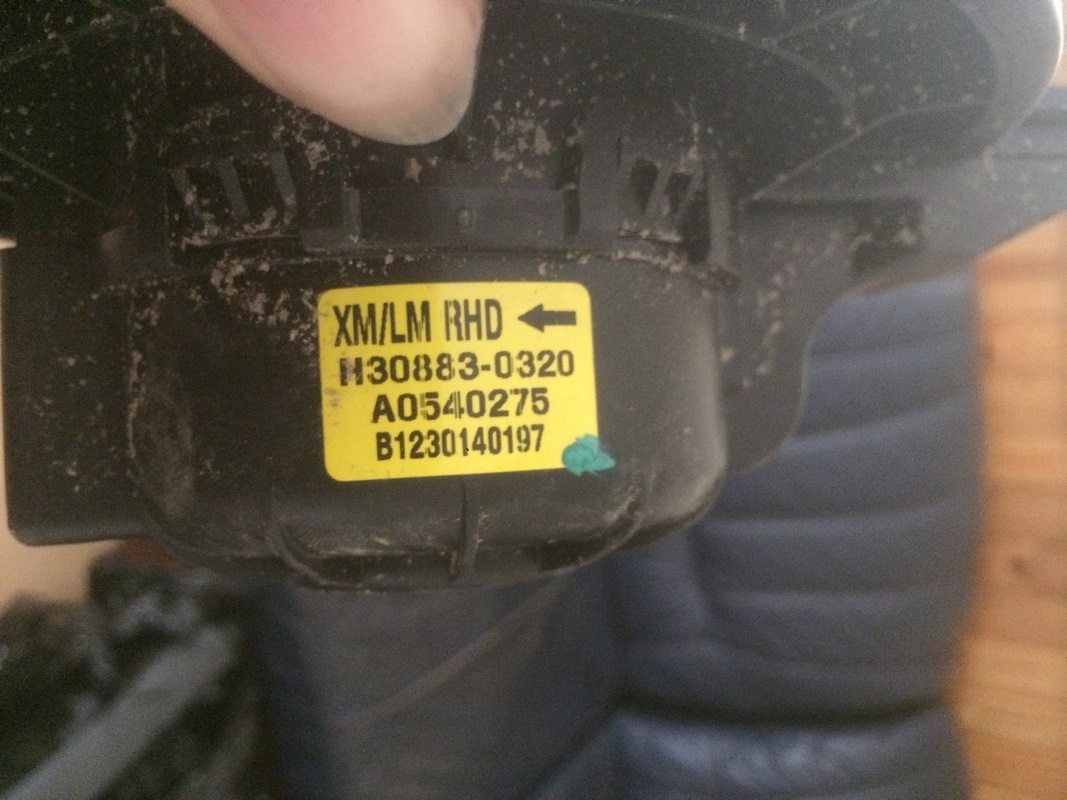 XM/LM RHD ←
H30883-0320
A0540275
B1230140197